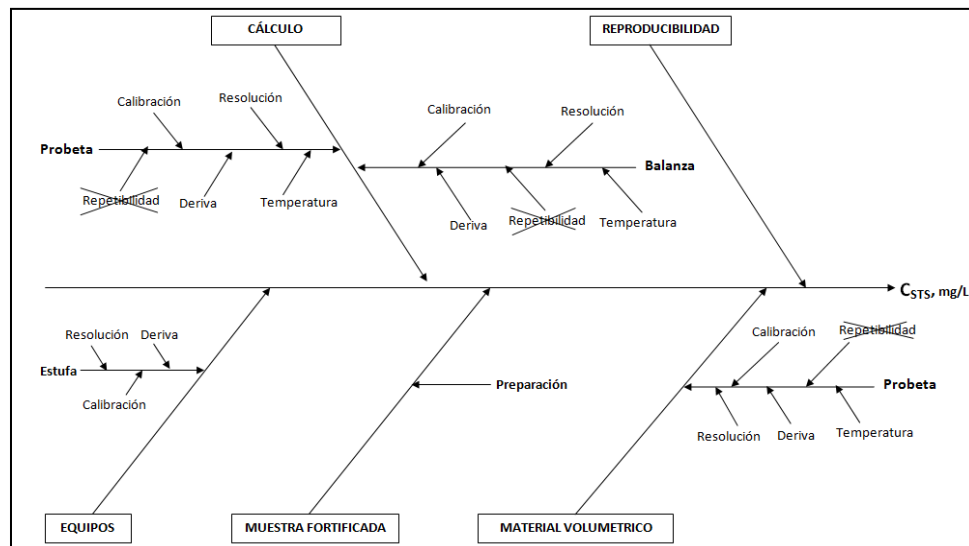 CÁLCULO
REPRODUCIBILIDAD
Calibración
Resolución
Calibración
Resolución
Probeta
Balanza
Repetibilidad
Deriva
Temperatura
Deriva
Repetibilidad
Temperatura
C_STS, mg/L
Resolución
Deriva
Calibración
Repetibilidad
Estufa
Preparación
Probeta
Calibración
Resolución
Deriva
Temperatura
EQUIPOS
MUESTRA FORTIFICADA
MATERIAL VOLUMETRICO